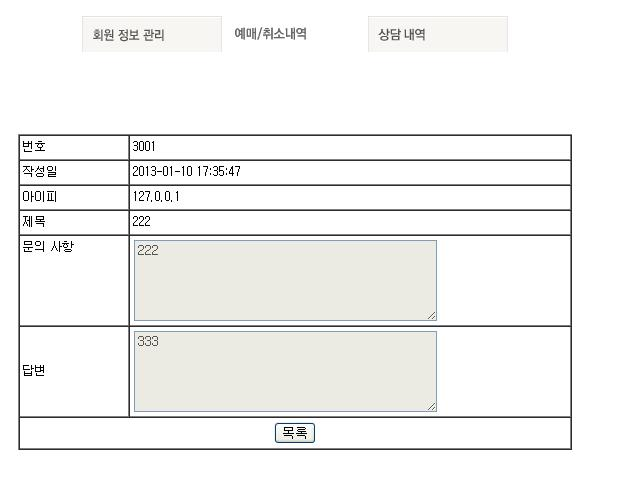 회원 정보 관리 예매/취소내역 상담 내역
번호 3001
작성일 2013-01-10 17:35:47
아이피 127.0.0.1
제목 222
문의 사항 222
답변 333
목록